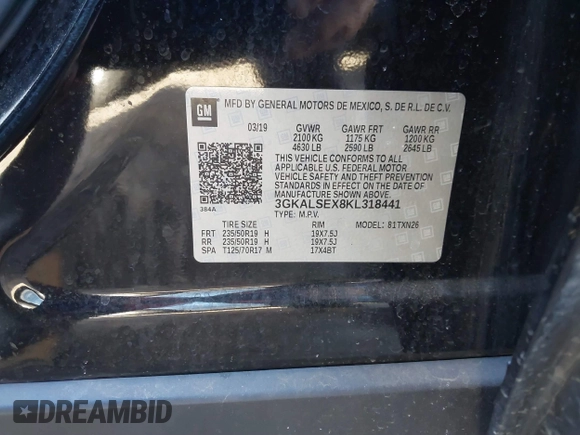 GM
MFD BY GENERAL MOTORS DE MEXICO, S. DE R.L. DE C.V.
03/19 GVWR GAWR FRT GAWR RR
2100 KG 1175 KG 1200 KG
4630 LB 2590 LB 2645 LB
THIS VEHICLE CONFORMS TO ALL
APPLICABLE U.S. FEDERAL MOTOR
VEHICLE SAFETY STANDARDS IN
EFFECT ON THE DATE OF
MANUFACTURE SHOWN ABOVE.
384A 3GKALSEX8KL318441
TYPE: M.P.V. MODEL: 81TXN26
TIRE SIZE RIM
FRT 235/50R19 H 19X7.5J
RR 235/50R19 H 19X7.5J
SPA T125/70R17 M 17X4BT
DREAMBID